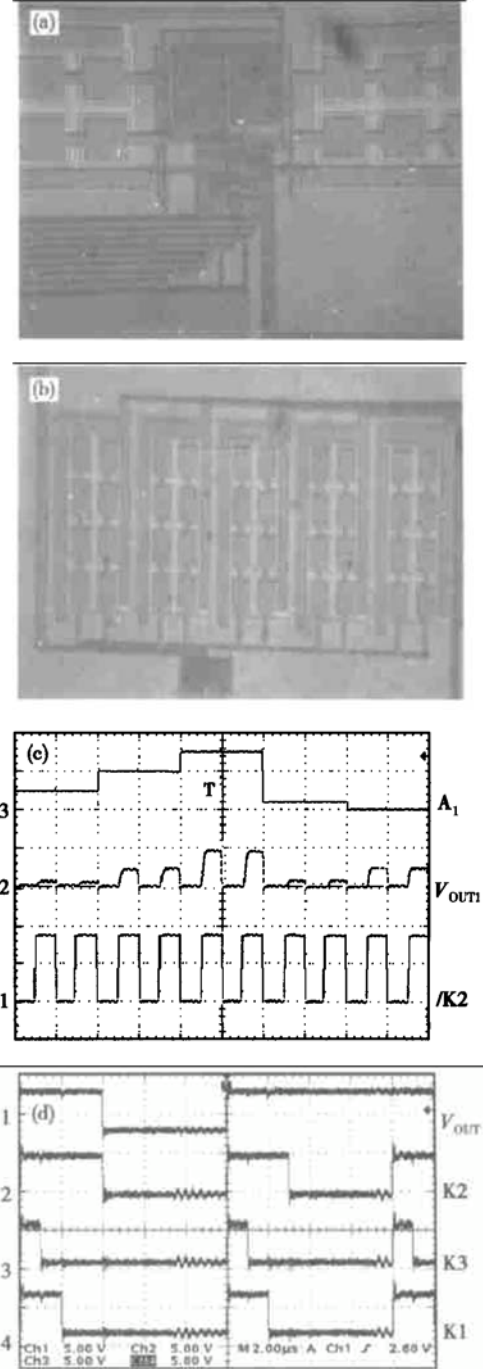 (a)
(b)
(c)
T
3
A1
2
VOUT1
1
/K2
(d)
1
VOUT
2
K2
3
K3
4
K1
Ch1 5.00 V Ch2 5.00 V M 2.00µs A Ch1 2.60 V
Ch3 5.00 V Ch4 5.00 V